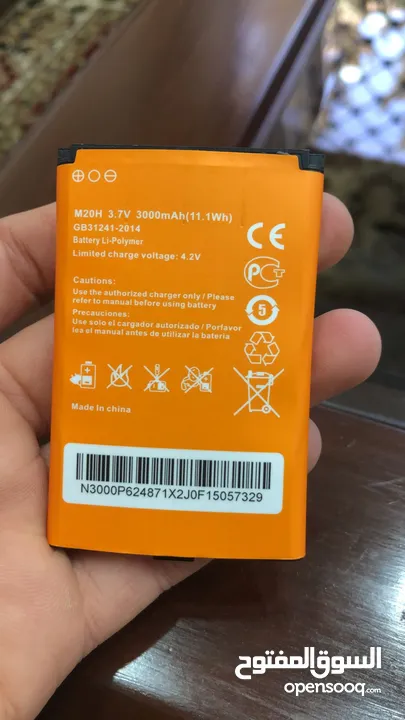 M20H 3.7V 3000mAh(11.1Wh)
GB31241-2014
Battery Li-Polymer
Limited charge voltage: 4.2V
CE
Cautions:
Use the authorized charger only / Please
refer to manual before using battery
Precauciones:
Use solo el cargador autorizado / Porfavor
lea el manual antes de utilizar la bateria
5
Made in china
N3000P624871X2J0F15057329
السوق المفتوح
opensooq.com